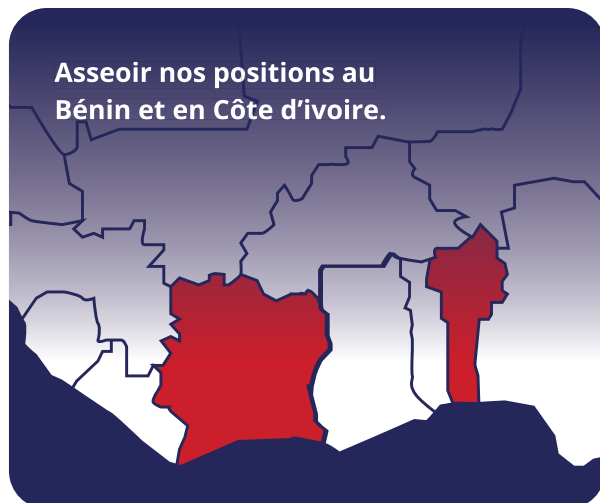 Asseoir nos positions au
Bénin et en Côte d’ivoire.